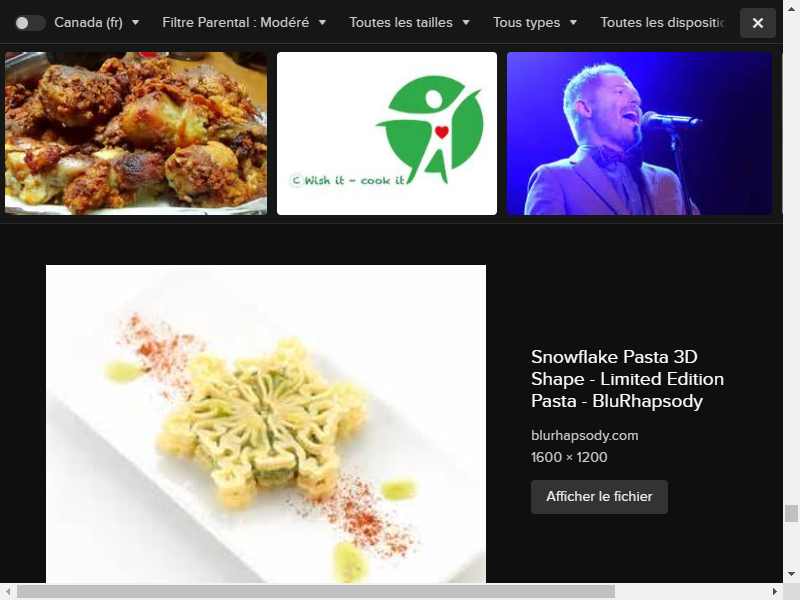 Canada (fr) Filtre Parental : Modéré Toutes les tailles Tous types Toutes les
C Wish it - cook it
Snowflake Pasta 3D
Shape - Limited Edition
Pasta - BluRhapsody
blurhapsody.com
1600 × 1200
Afficher le fichier